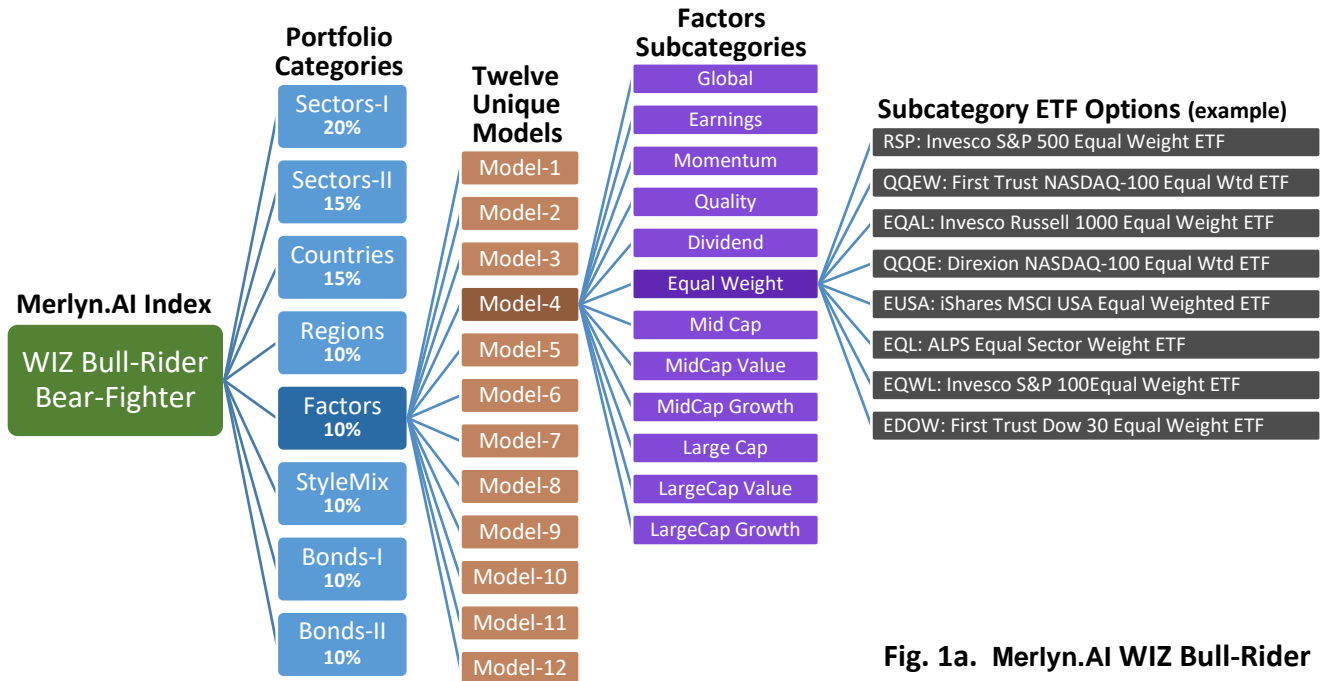 Merlyn.AI Index
WIZ Bull-Rider
Bear-Fighter
Portfolio
Categories
Sectors-I
20%
Sectors-II
15%
Countries
15%
Regions
10%
Factors
10%
StyleMix
10%
Bonds-I
10%
Bonds-II
10%
Twelve
Unique
Models
Model-1
Model-2
Model-3
Model-4
Model-5
Model-6
Model-7
Model-8
Model-9
Model-10
Model-11
Model-12
Factors
Subcategories
Global
Earnings
Momentum
Quality
Dividend
Equal Weight
Mid Cap
MidCap Value
MidCap Growth
Large Cap
LargeCap Value
LargeCap Growth
Subcategory ETF Options (example)
RSP: Invesco S&P 500 Equal Weight ETF
QQEW: First Trust NASDAQ-100 Equal Wtd ETF
EQAL: Invesco Russell 1000 Equal Weight ETF
QQQE: Direxion NASDAQ-100 Equal Wtd ETF
EUSA: iShares MSCI USA Equal Weighted ETF
EQL: ALPS Equal Sector Weight ETF
EQWL: Invesco S&P 100Equal Weight ETF
EDOW: First Trust Dow 30 Equal Weight ETF
Fig. 1a. Merlyn.AI WIZ Bull-Rider